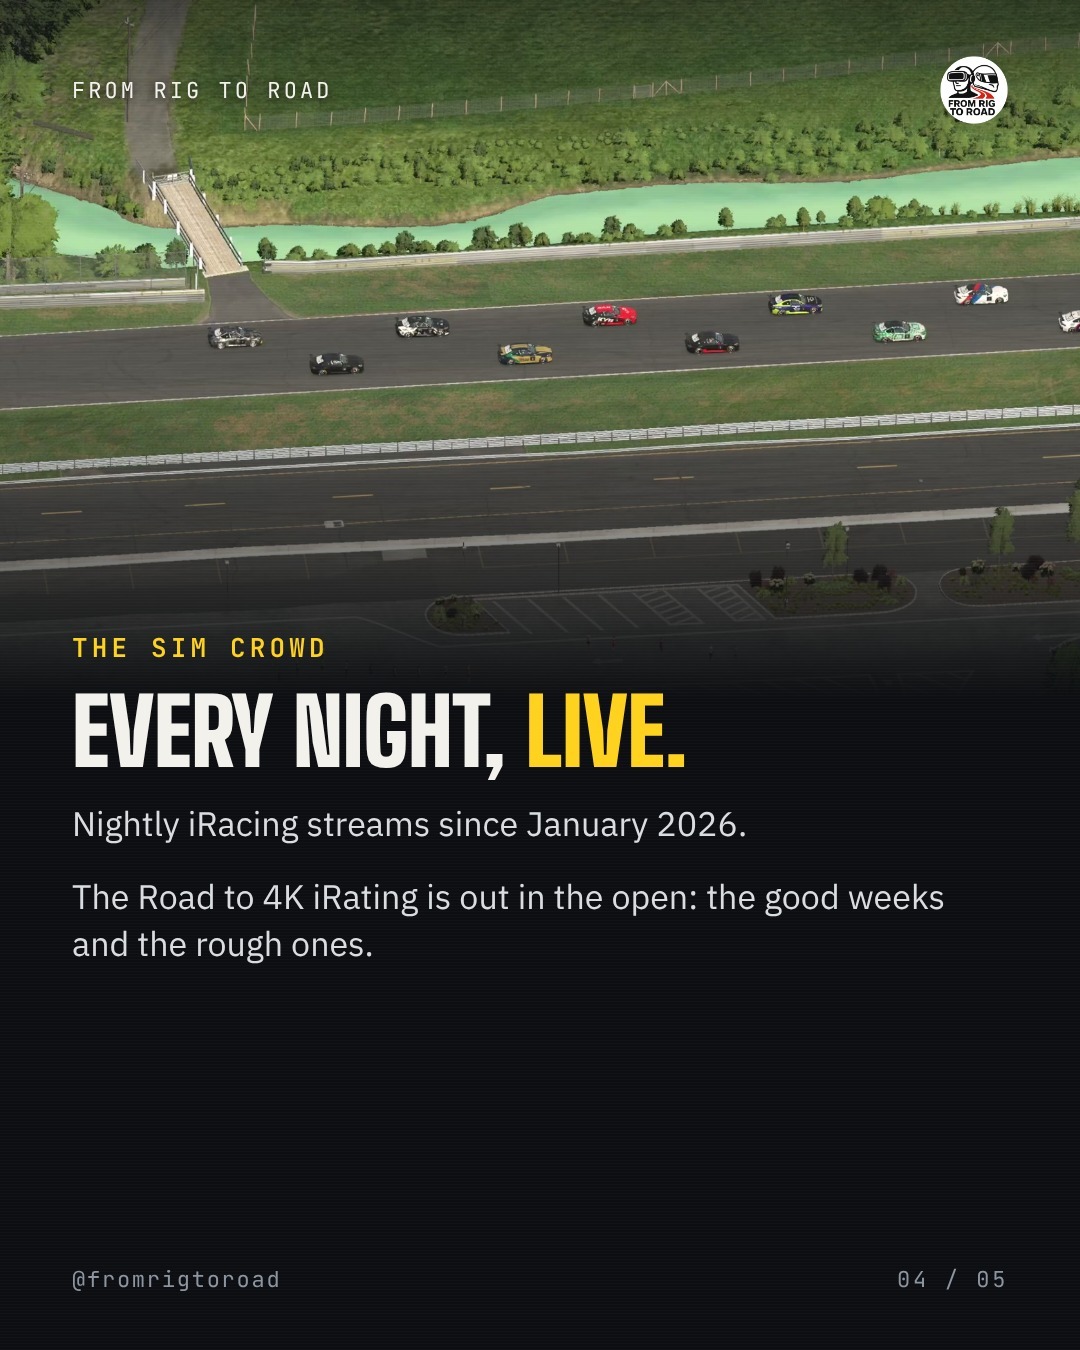 FROM RIG TO ROAD
FROM RIG
TO ROAD
THE SIM CROWD
EVERY NIGHT, LIVE.
Nightly iRacing streams since January 2026.
The Road to 4K iRating is out in the open: the good weeks
and the rough ones.
@fromrigtoroad
04 / 05